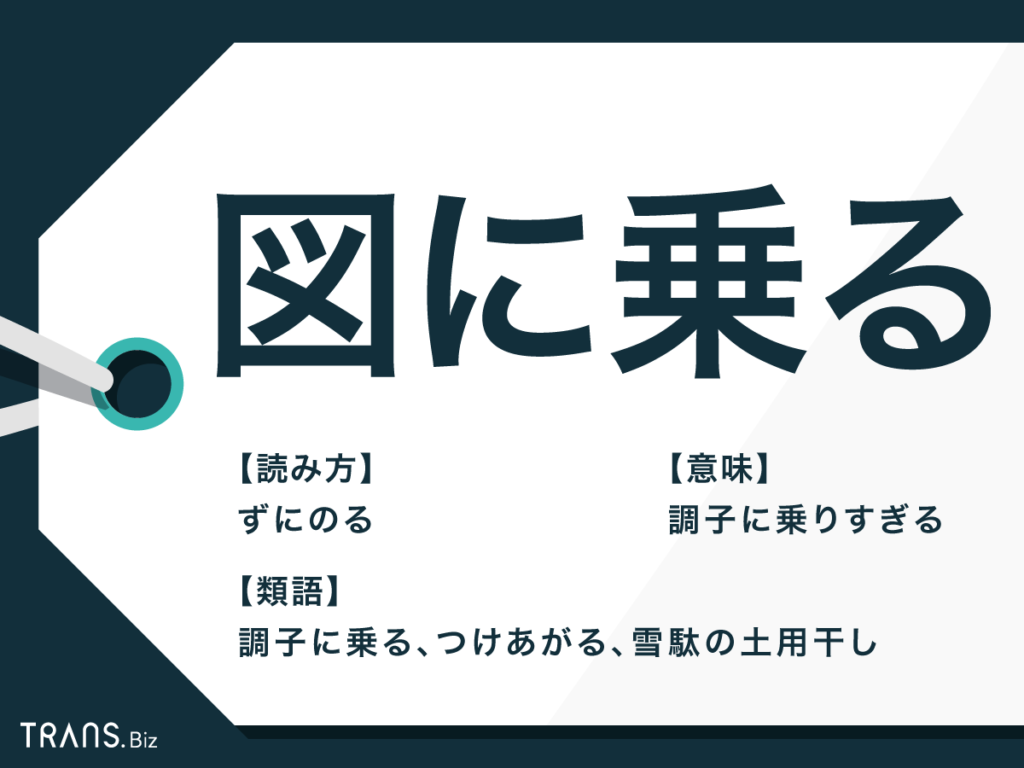 図に乗る
【読み方】
ずにのる
【意味】
調子に乗りすぎる
【類語】
調子に乗る、つけあがる、雪駄の土用干し
TRANS.Biz